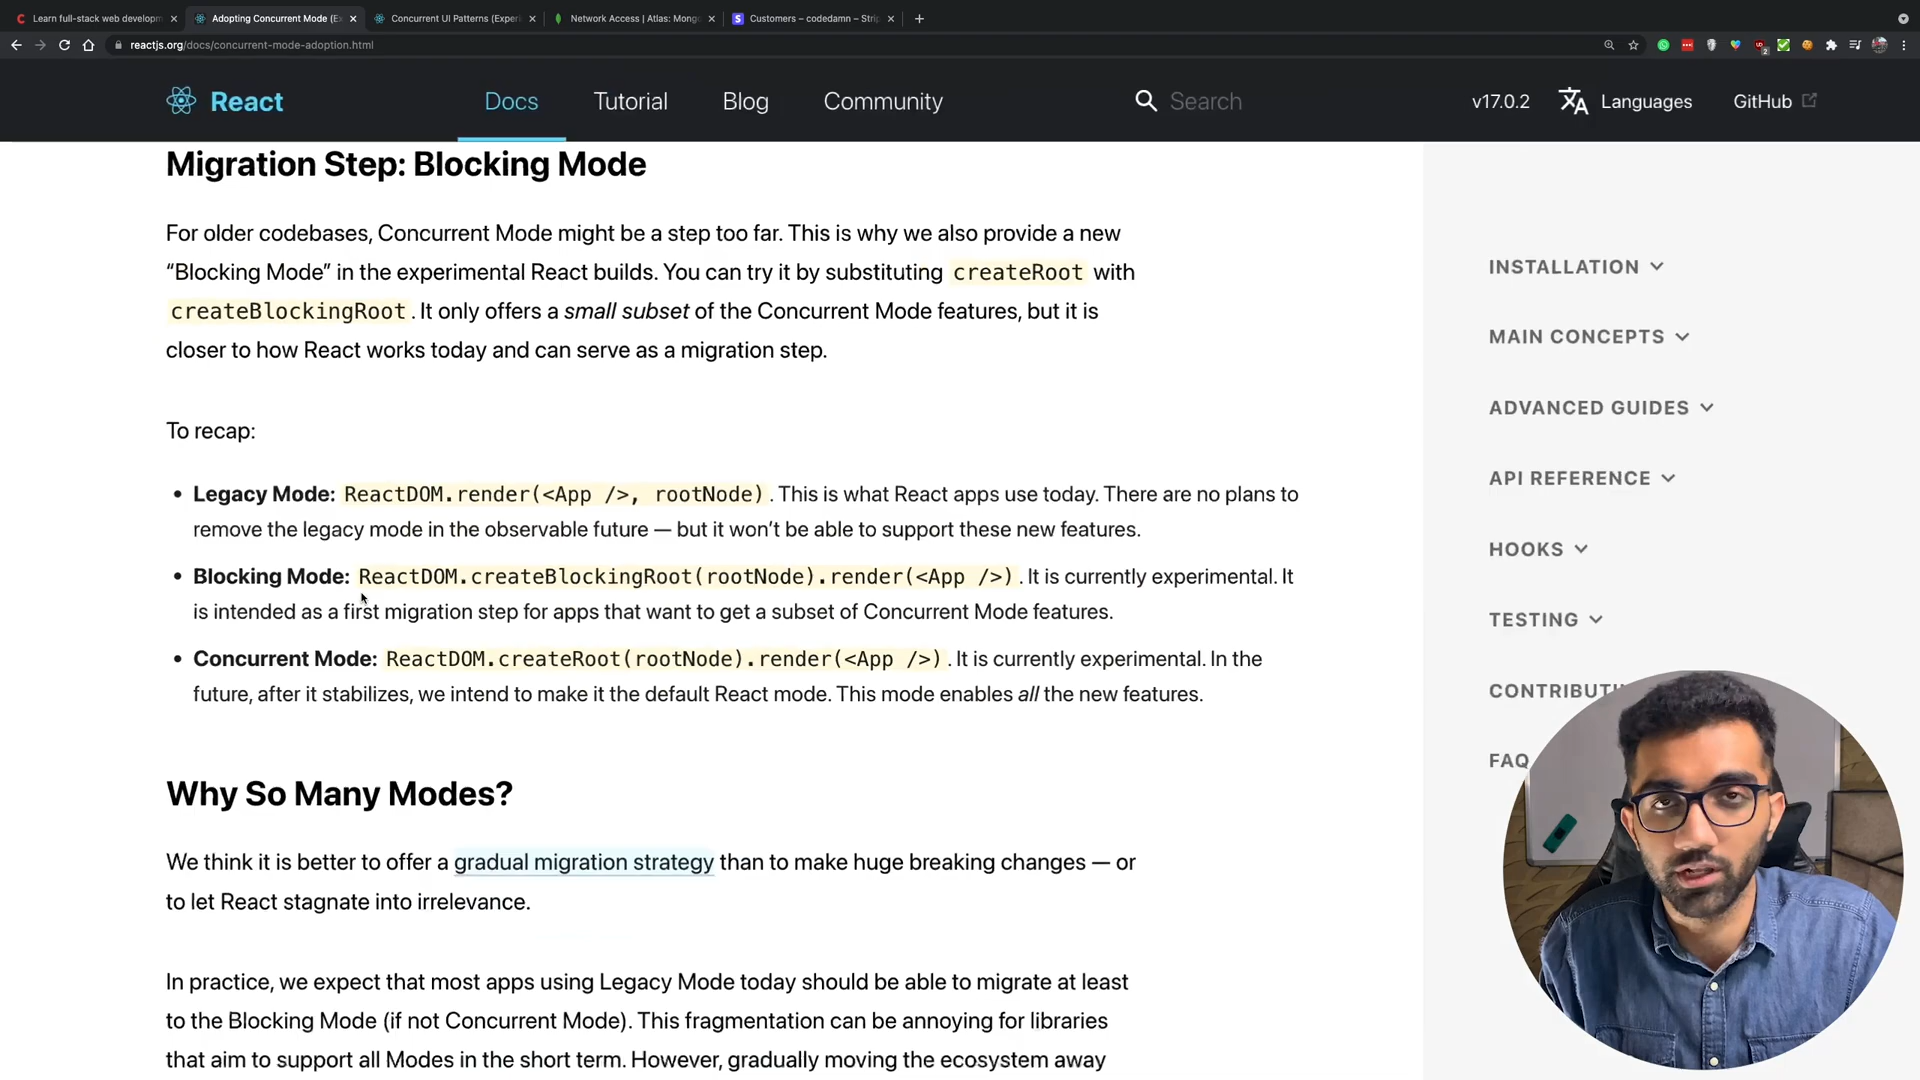 Learn full-stack web developm
Adopting Concurrent Mode (Ex
Concurrent UI Patterns (Exper
Network Access | Atlas: Mong
Customers – codedamn – Stri
reactjs.org/docs/concurrent-mode-adoption.html
React
Docs
Tutorial
Blog
Community
Search
v17.0.2
Languages
GitHub
Migration Step: Blocking Mode
For older codebases, Concurrent Mode might be a step too far. This is why we also provide a new
“Blocking Mode” in the experimental React builds. You can try it by substituting createRoot with
createBlockingRoot. It only offers a small subset of the Concurrent Mode features, but it is
closer to how React works today and can serve as a migration step.
To recap:
• Legacy Mode: ReactDOM.render(<App />, rootNode). This is what React apps use today. There are no plans to
remove the legacy mode in the observable future — but it won’t be able to support these new features.
• Blocking Mode: ReactDOM.createBlockingRoot(rootNode).render(<App />). It is currently experimental. It
is intended as a first migration step for apps that want to get a subset of Concurrent Mode features.
• Concurrent Mode: ReactDOM.createRoot(rootNode).render(<App />). It is currently experimental. In the
future, after it stabilizes, we intend to make it the default React mode. This mode enables all the new features.
Why So Many Modes?
We think it is better to offer a gradual migration strategy than to make huge breaking changes — or
to let React stagnate into irrelevance.
In practice, we expect that most apps using Legacy Mode today should be able to migrate at least
to the Blocking Mode (if not Concurrent Mode). This fragmentation can be annoying for libraries
that aim to support all Modes in the short term. However, gradually moving the ecosystem away
INSTALLATION
MAIN CONCEPTS
ADVANCED GUIDES
API REFERENCE
HOOKS
TESTING
CONTRIBUTI
FAQ